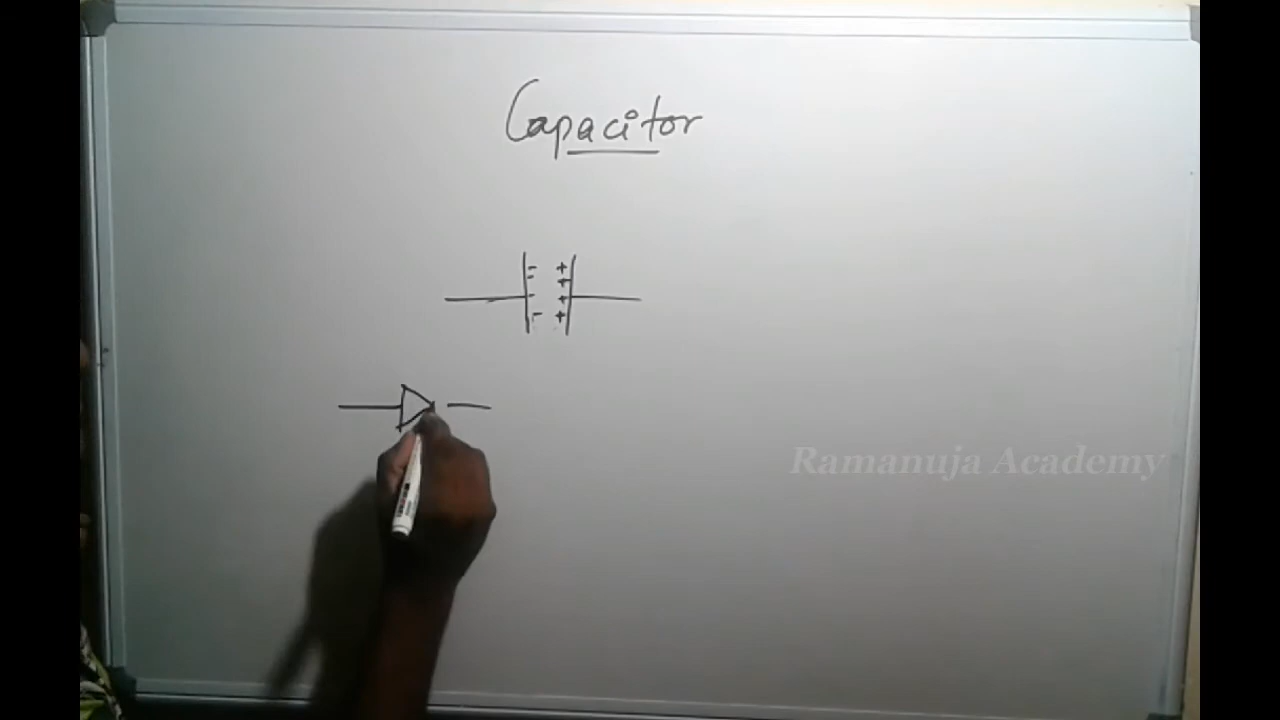 Capacitor
- +
- +
- +
- +
Ramanuja Academy